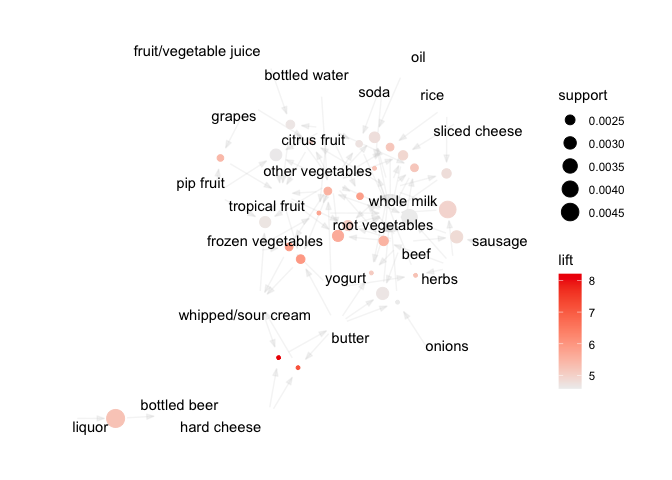 fruit/vegetable juice
oil
bottled water
soda
rice
support
grapes
0.0025
sliced cheese
citrus fruit
0.0030
other vegetables
0.0035
pip fruit
0.0040
whole milk
tropical fruit
0.0045
root vegetables
frozen vegetables
sausage
beef
lift
yogurt
herbs
8
whipped/sour cream
7
butter
onions
6
5
bottled beer
liquor
hard cheese